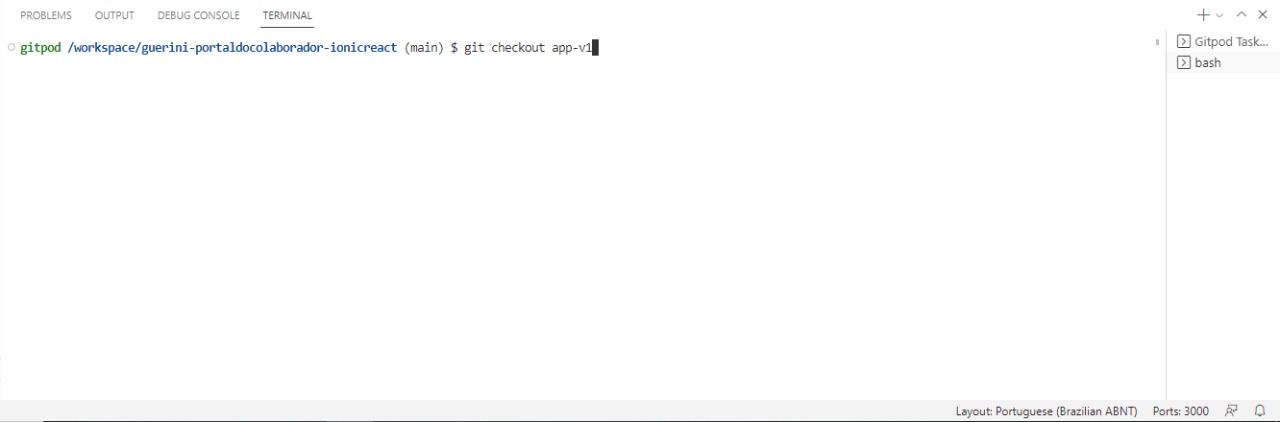 PROBLEMS OUTPUT DEBUG CONSOLE TERMINAL
gitpod /workspace/guerini-portaldocolaborador-ionicreact (main) $ git checkout app-v1
Gitpod Task...
bash
Layout: Portuguese (Brazilian ABNT) Ports: 3000